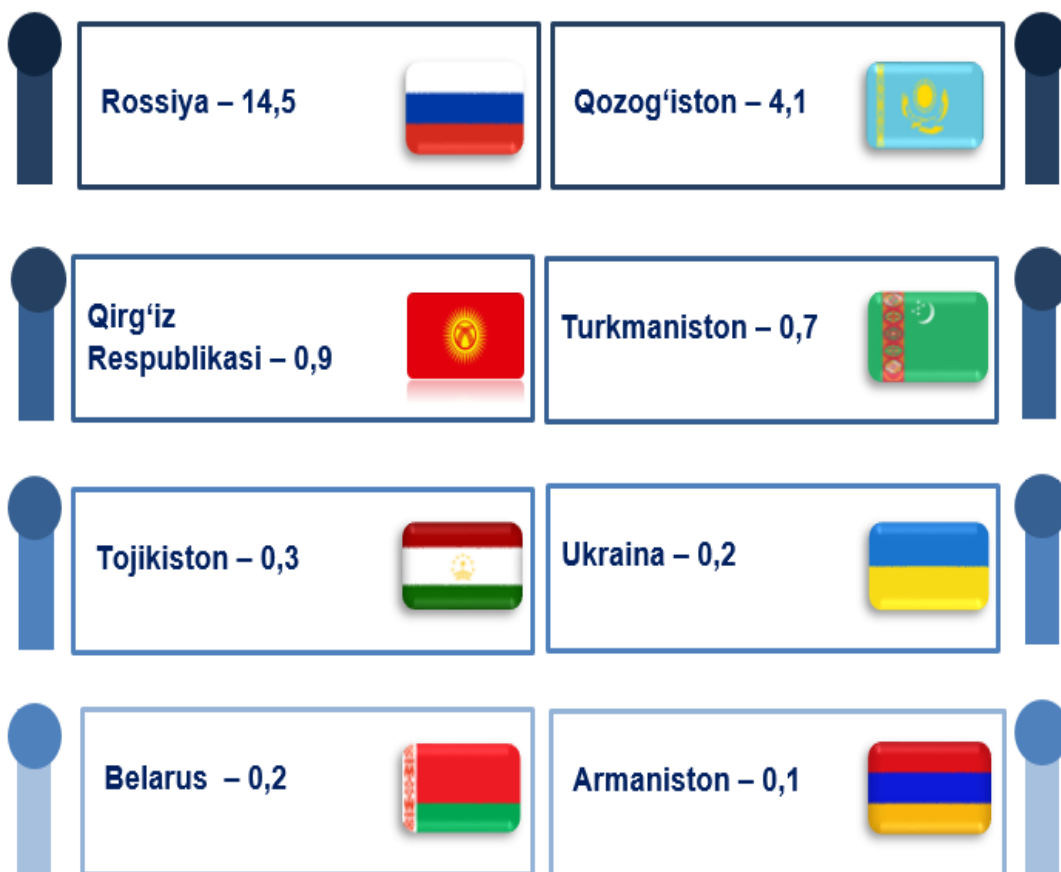 Rossiya – 14,5
Qozog‘iston – 4,1
Qirg‘iz
Respublikasi – 0,9
Turkmaniston – 0,7
Tojikiston – 0,3
Ukraina – 0,2
Belarus – 0,2
Armaniston – 0,1